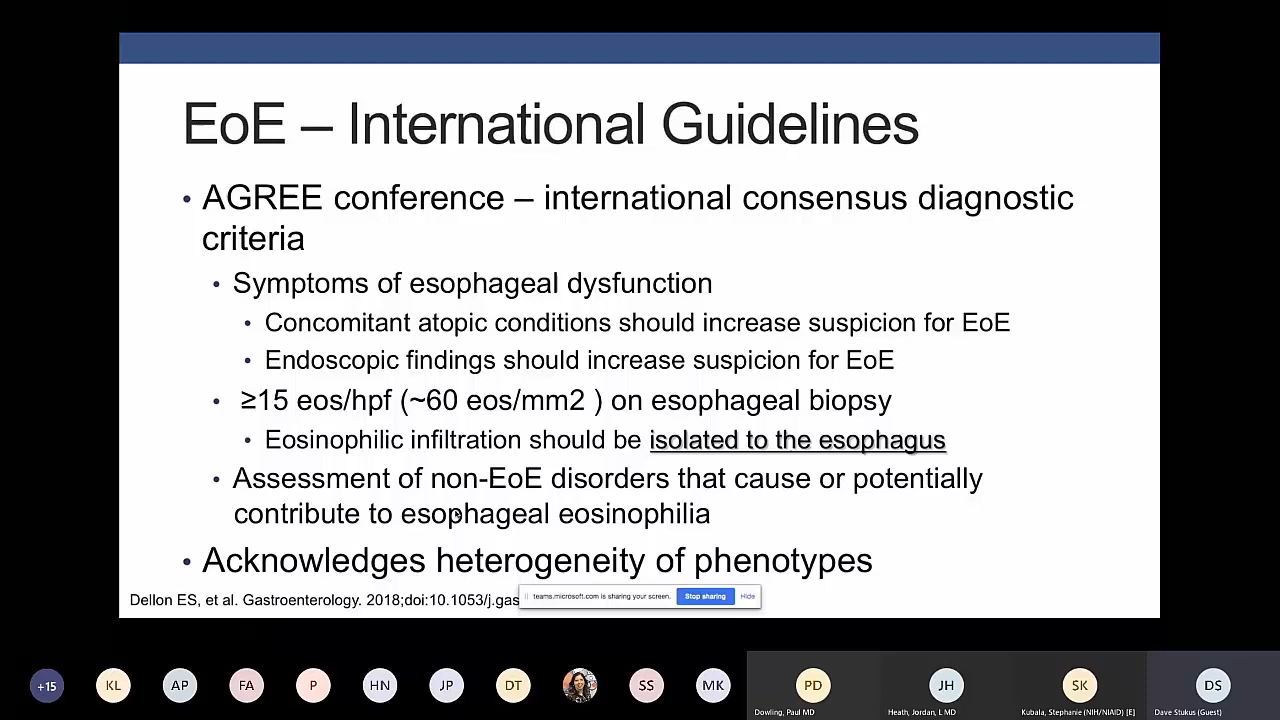 EoE – International Guidelines
• AGREE conference – international consensus diagnostic
criteria
• Symptoms of esophageal dysfunction
• Concomitant atopic conditions should increase suspicion for EoE
• Endoscopic findings should increase suspicion for EoE
• ≥15 eos/hpf (~60 eos/mm2 ) on esophageal biopsy
• Eosinophilic infiltration should be isolated to the esophagus
• Assessment of non-EoE disorders that cause or potentially
contribute to esophageal eosinophilia
• Acknowledges heterogeneity of phenotypes
Dellon ES, et al. Gastroenterology. 2018;doi:10.1053/j.gas
teams.microsoft.com is sharing your screen. Stop sharing Hide
+15 KL AP FA P HN JP DT SS MK PD JH SK DS
Dowling, Paul MD Heath, Jordan, L MD Kubala, Stephanie (NIH/NIAID) [E] Dave Stukus (Guest)